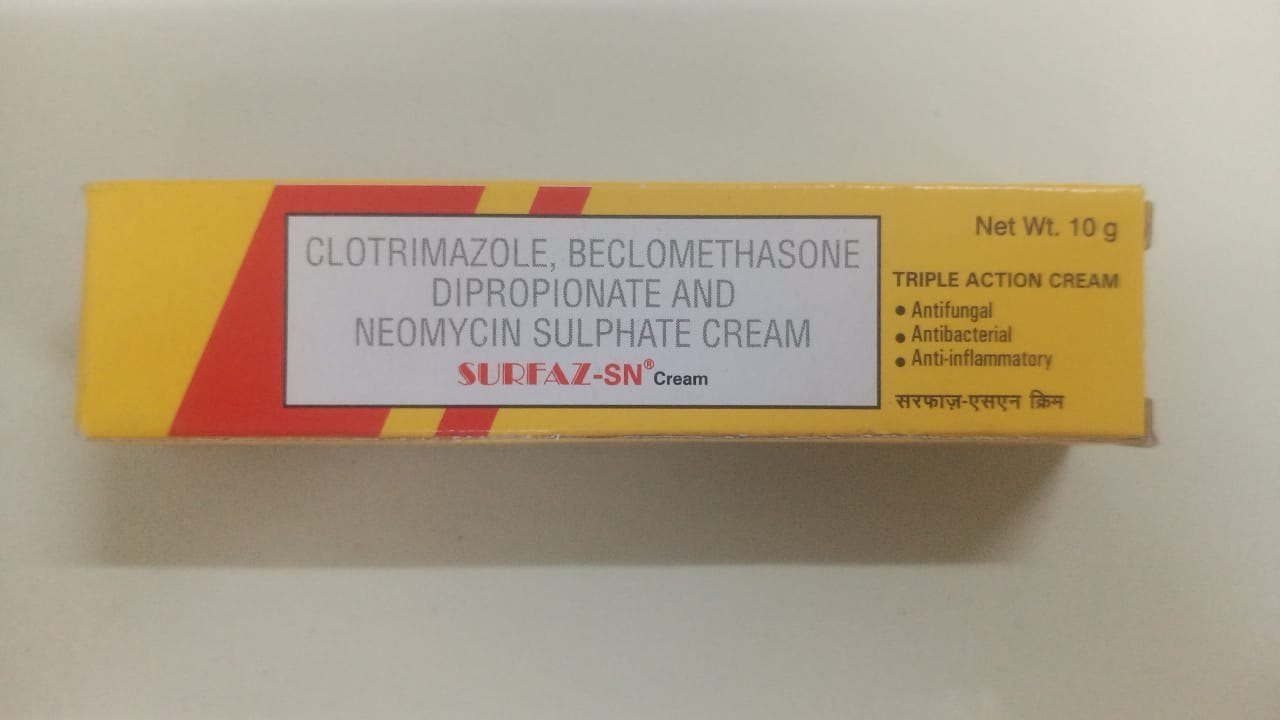 CLOTRIMAZOLE, BECLOMETHASONE
DIPROPIONATE AND
NEOMYCIN SULPHATE CREAM
SURFAZ-SN® Cream
Net Wt. 10 g
TRIPLE ACTION CREAM
• Antifungal
• Antibacterial
• Anti-inflammatory
सरफाज़-एसएन क्रिम